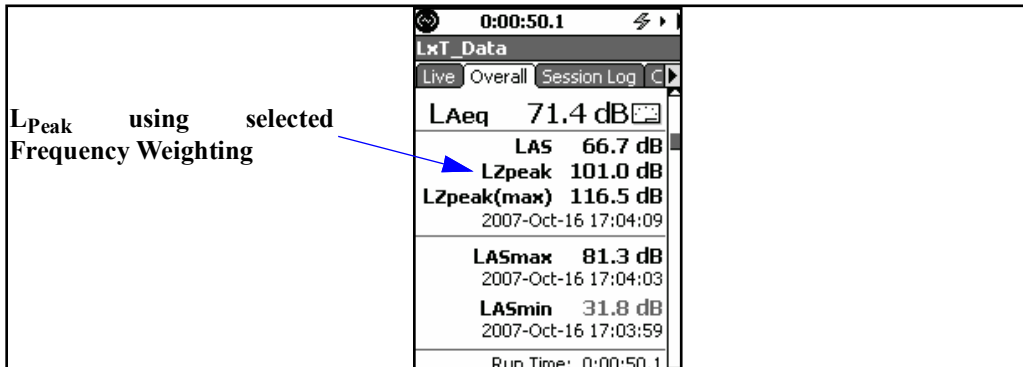 0:00:50.1
LxT_Data
Live Overall Session Log C
LPeak using selected
Frequency Weighting
LAeq 71.4 dB
LAS 66.7 dB
LZpeak 101.0 dB
LZpeak(max) 116.5 dB
2007-Oct-16 17:04:09
LASmax 81.3 dB
2007-Oct-16 17:04:03
LASmin 31.8 dB
2007-Oct-16 17:03:59
Run Time: 0:00:50.1